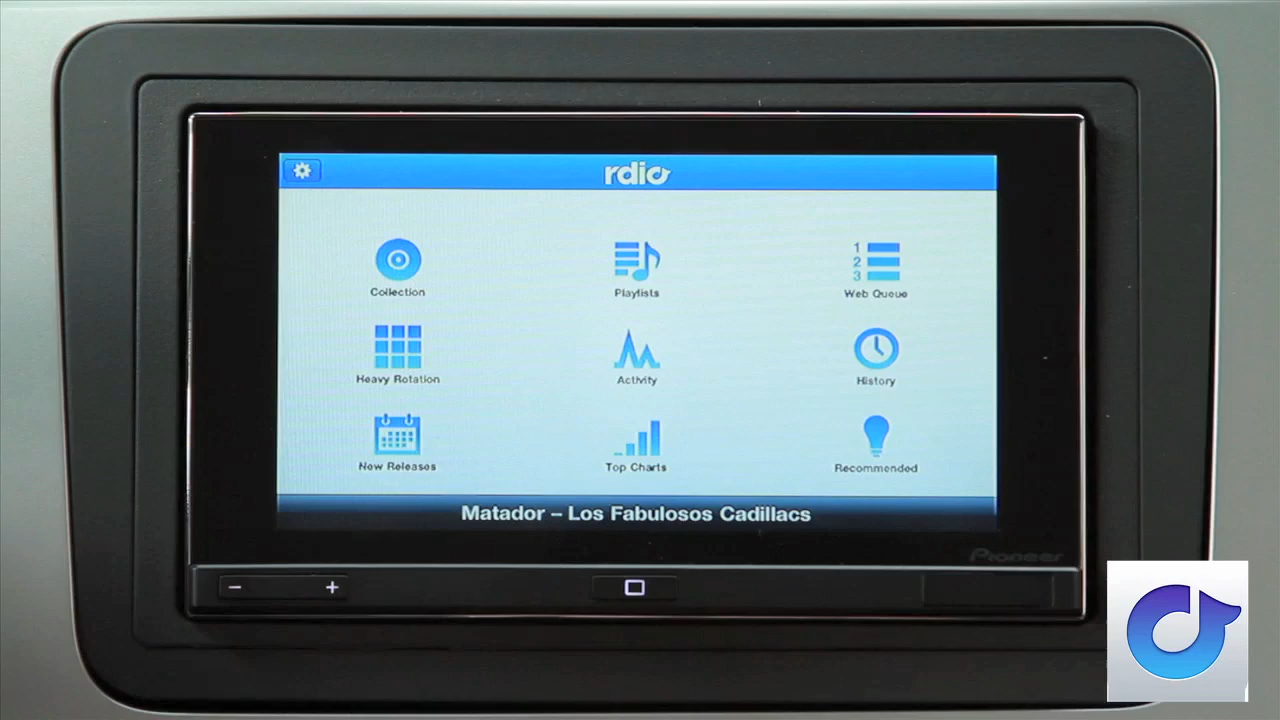 rdio
Collection
Playlists
1
2
3
Web Queue
Heavy Rotation
Activity
History
New Releases
Top Charts
Recommended
Matador – Los Fabulosos Cadillacs
Pioneer
− +